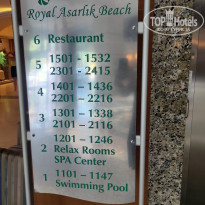 Royal Asarlık Beach
6 Restaurant
5 1501 - 1532
2301 - 2415
4 1401 - 1436
2201 - 2216
3 1301 - 1338
2101 - 2116
1201 - 1246
2 Relax Rooms
SPA Center
1 1101 - 1147
Swimming Pool
TOP Hotels